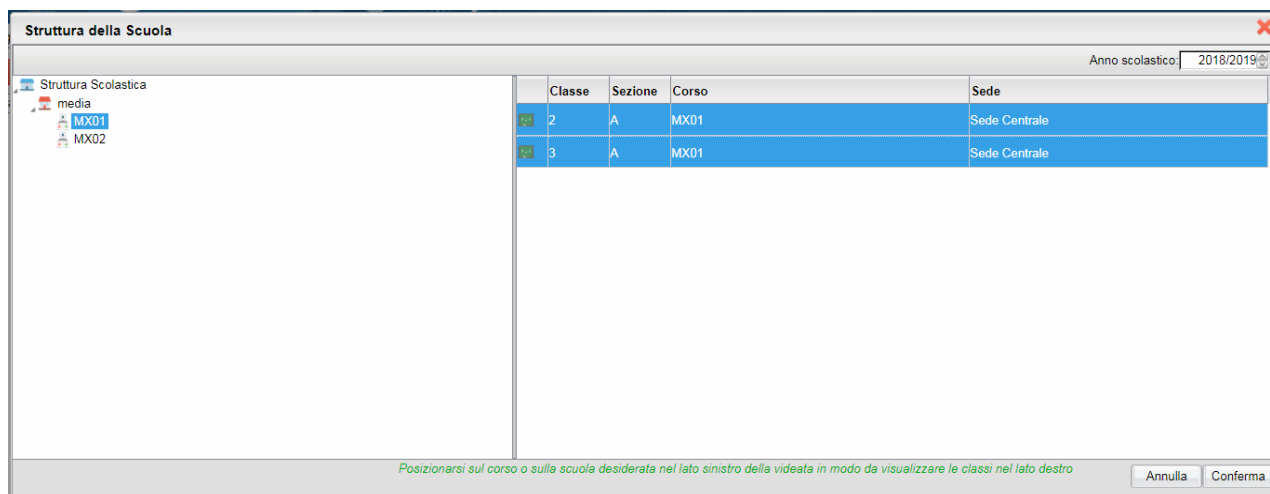 Struttura della Scuola
Anno scolastico: 2018/2019
Struttura Scolastica
media
MX01
MX02
Classe Sezione Corso Sede
2 A MX01 Sede Centrale
3 A MX01 Sede Centrale
Posizionarsi sul corso o sulla scuola desiderata nel lato sinistro della videata in modo da visualizzare le classi nel lato destro
Annulla Conferma